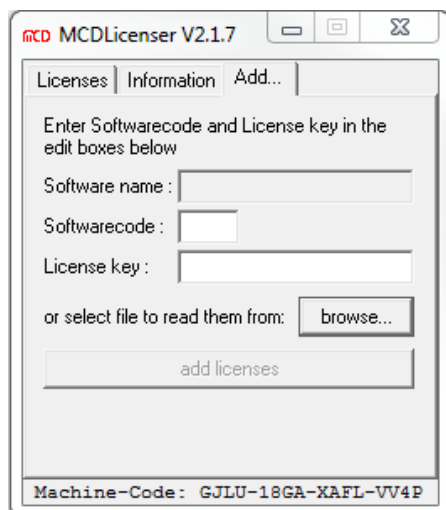 mcd MCDLicenser V2.1.7
Licenses Information Add...
Enter Softwarecode and License key in the
edit boxes below
Software name :
Softwarecode :
License key :
or select file to read them from: browse...
add licenses
Machine-Code: GJLU-18GA-XAFL-VV4P